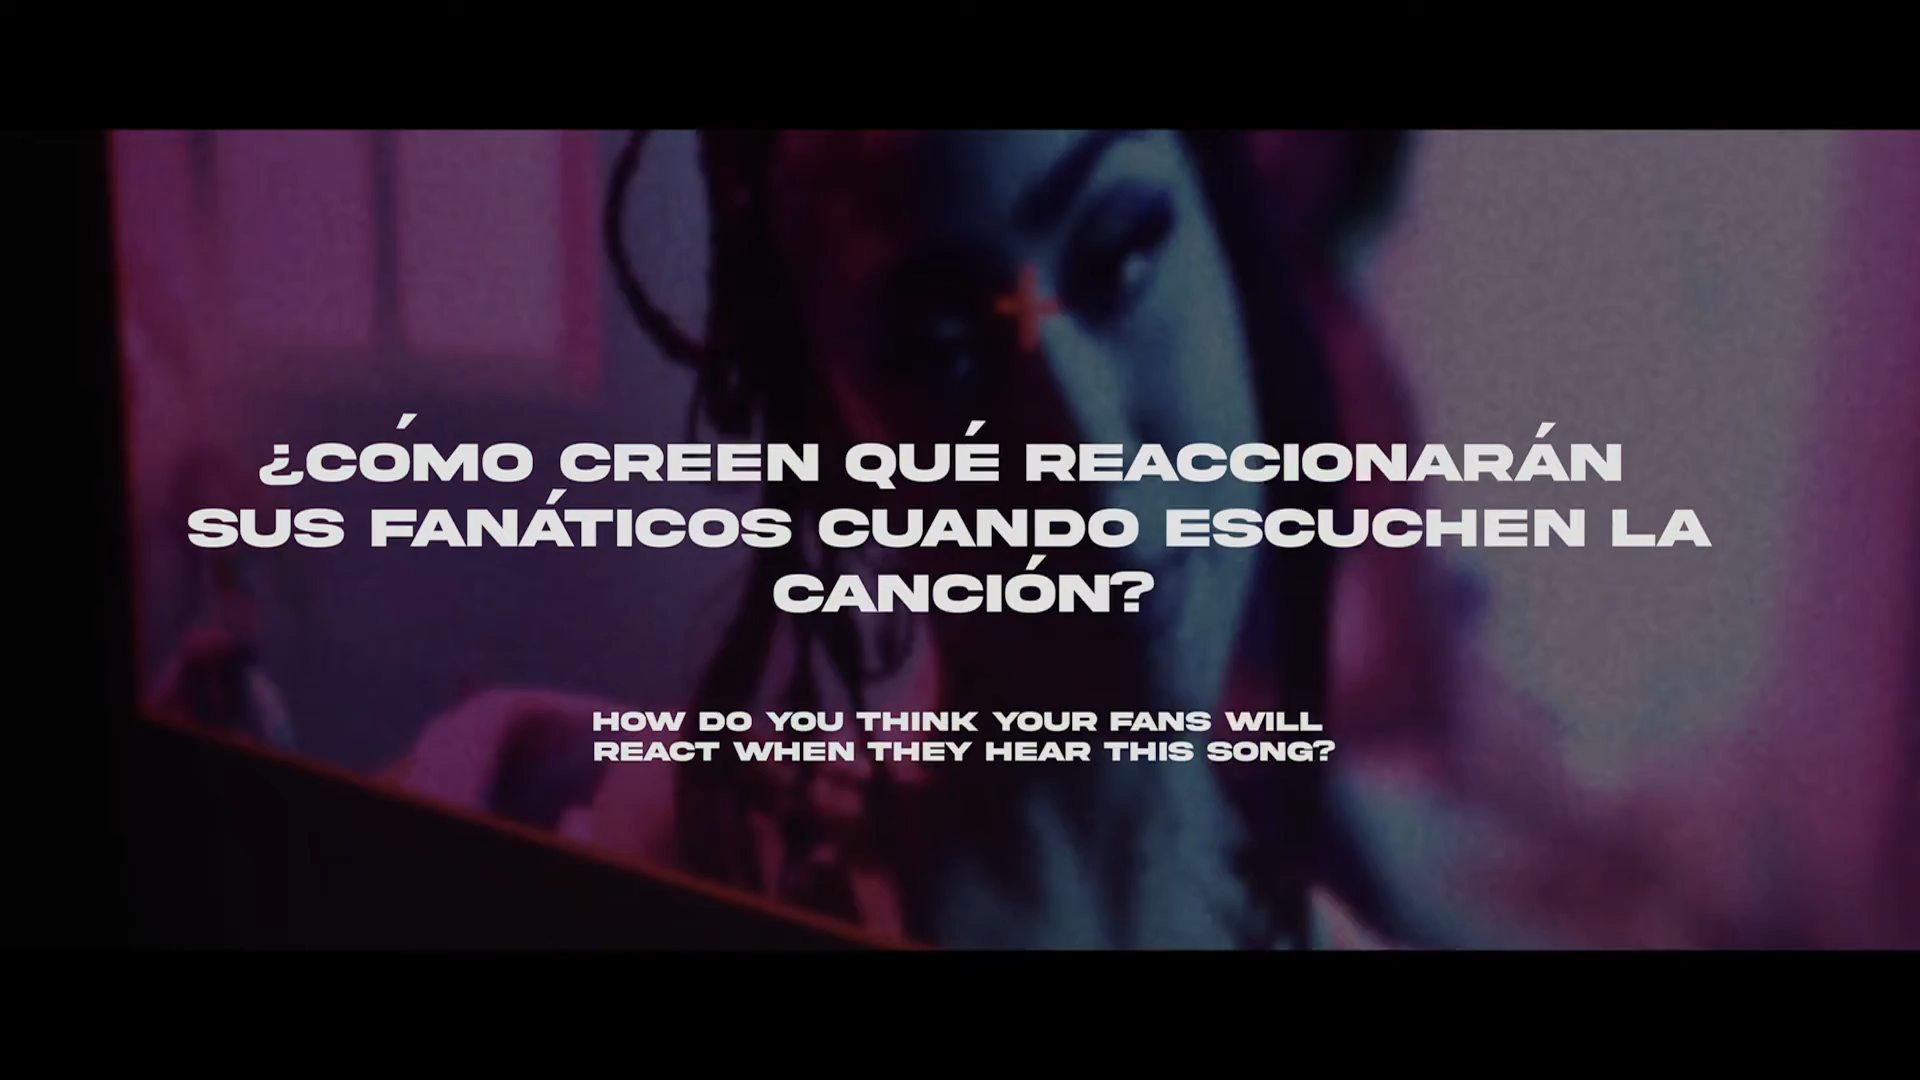 ¿CÓMO CREEN QUÉ REACCIONARÁN
SUS FANÁTICOS CUANDO ESCUCHEN LA
CANCIÓN?
HOW DO YOU THINK YOUR FANS WILL
REACT WHEN THEY HEAR THIS SONG?